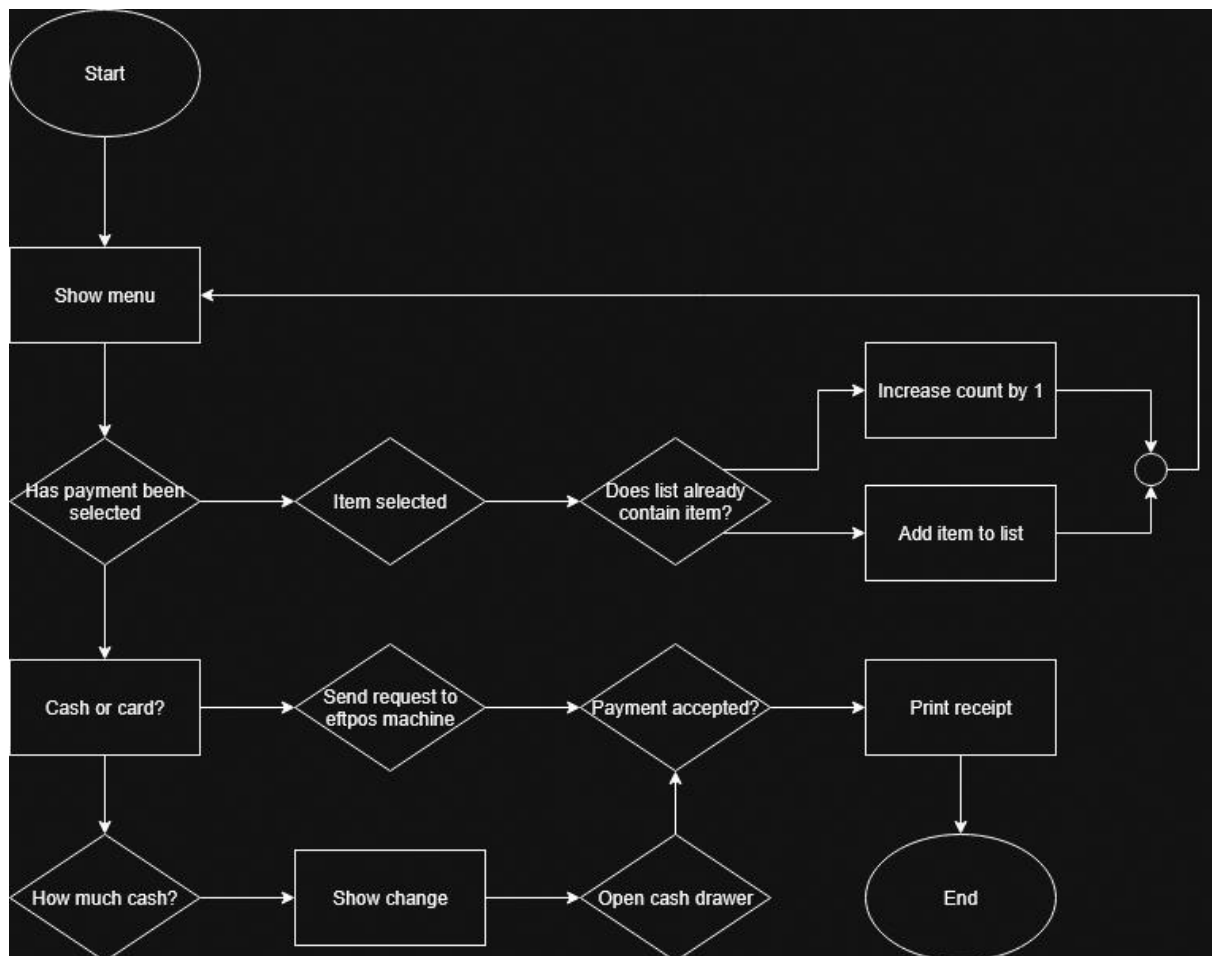 Start
Show menu
Increase count by 1
Has payment been
selected
Item selected
Does list already
contain item?
Add item to list
Cash or card?
Send request to
eftpos machine
Payment accepted?
Print receipt
How much cash?
Show change
Open cash drawer
End